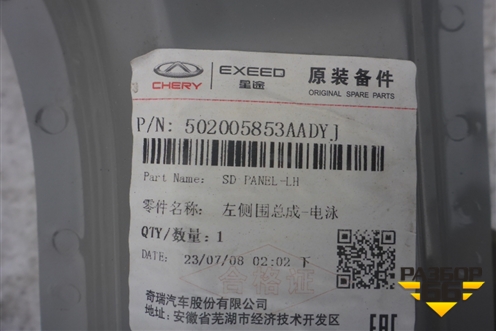 CHERY
EXEED
星途
原装备件
ORIGINAL SPARE PARTS
P/N: 502005853AADYJ
Part Name: SD PANEL-LH
零件名称: 左侧围总成-电泳
QTY/数量: 1
DATE: 23/07/08 02:02 下
合格证
奇瑞汽车股份有限公司
地址: 安徽省芜湖市经济技术开发区
EAC
РАЗБОР